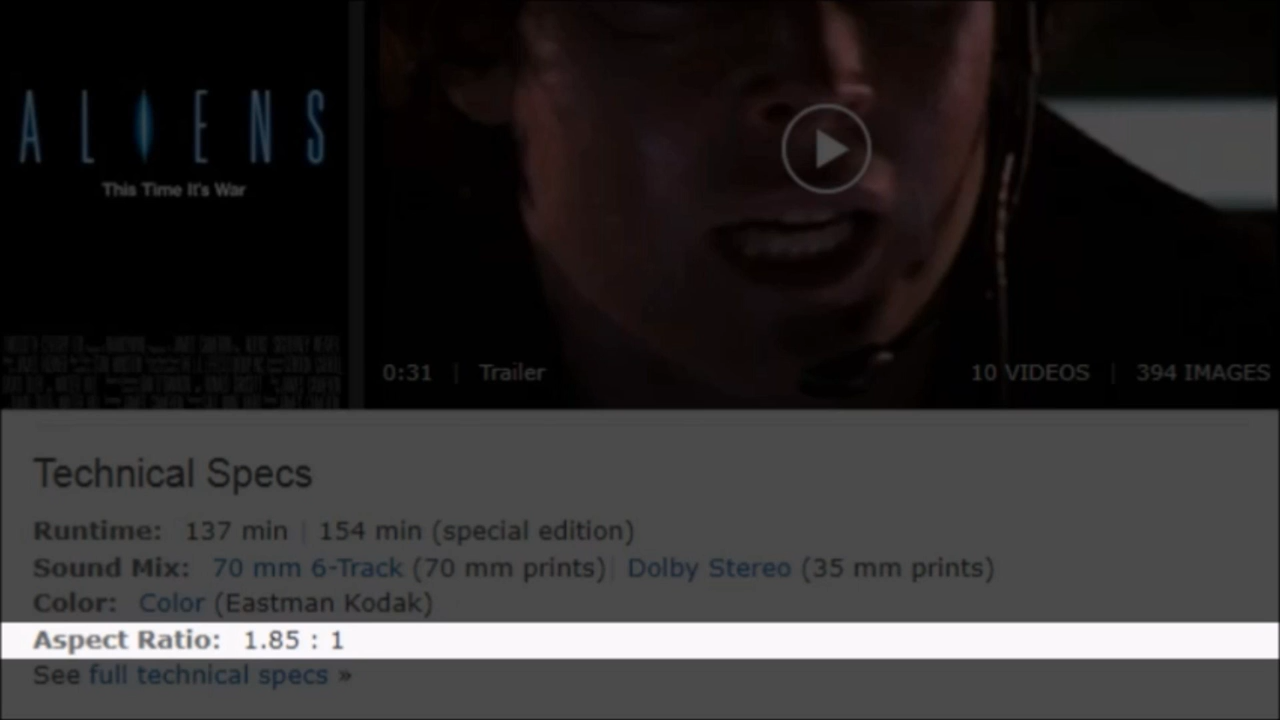 ALIENS
This Time It's War
0:31 | Trailer
10 VIDEOS | 394 IMAGES
Technical Specs
Runtime: 137 min | 154 min (special edition)
Sound Mix: 70 mm 6-Track (70 mm prints) | Dolby Stereo (35 mm prints)
Color: Color (Eastman Kodak)
Aspect Ratio: 1.85 : 1
See full technical specs »